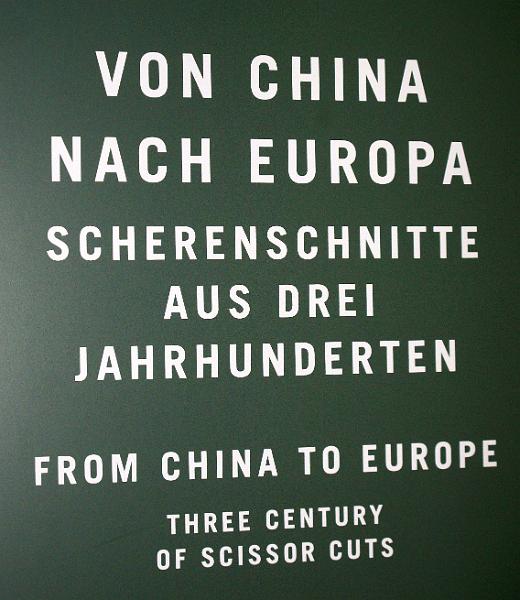 VON CHINA
NACH EUROPA
SCHERENSCHNITTE
AUS DREI
JAHRHUNDERTEN
FROM CHINA TO EUROPE
THREE CENTURY
OF SCISSOR CUTS